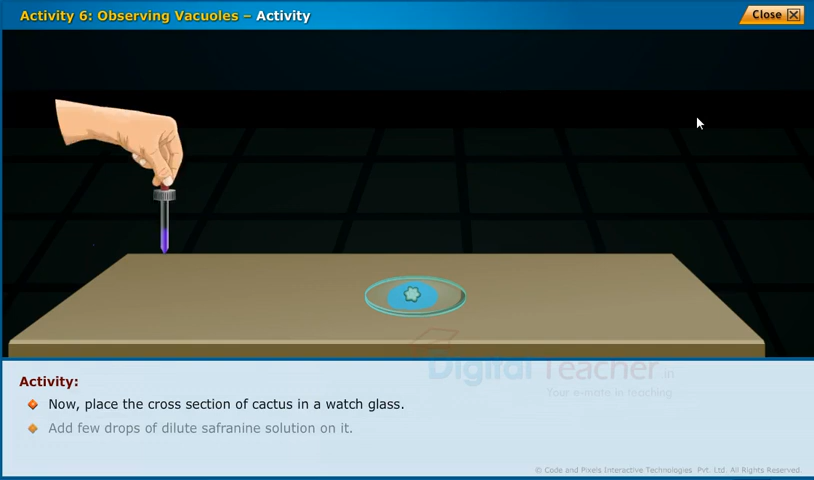 Activity 6: Observing Vacuoles – Activity
Close
Activity:
Now, place the cross section of cactus in a watch glass.
Add few drops of dilute safranine solution on it.
Digital Teacher.in
Your e-mate in teaching
© Code and Pixels Interactive Technologies. Pvt. Ltd. All Rights Reserved.